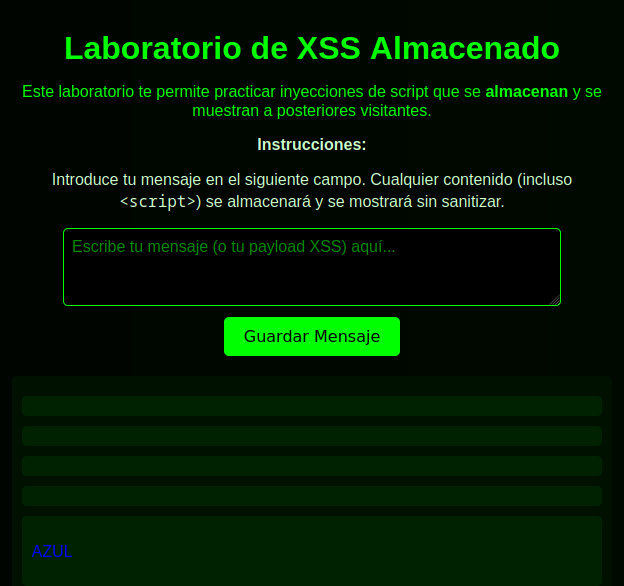 Laboratorio de XSS Almacenado
Este laboratorio te permite practicar inyecciones de script que se almacenan y se
muestran a posteriores visitantes.
Instrucciones:
Introduce tu mensaje en el siguiente campo. Cualquier contenido (incluso
<script>) se almacenará y se mostrará sin sanitizar.
Escribe tu mensaje (o tu payload XSS) aquí...
Guardar Mensaje
AZUL